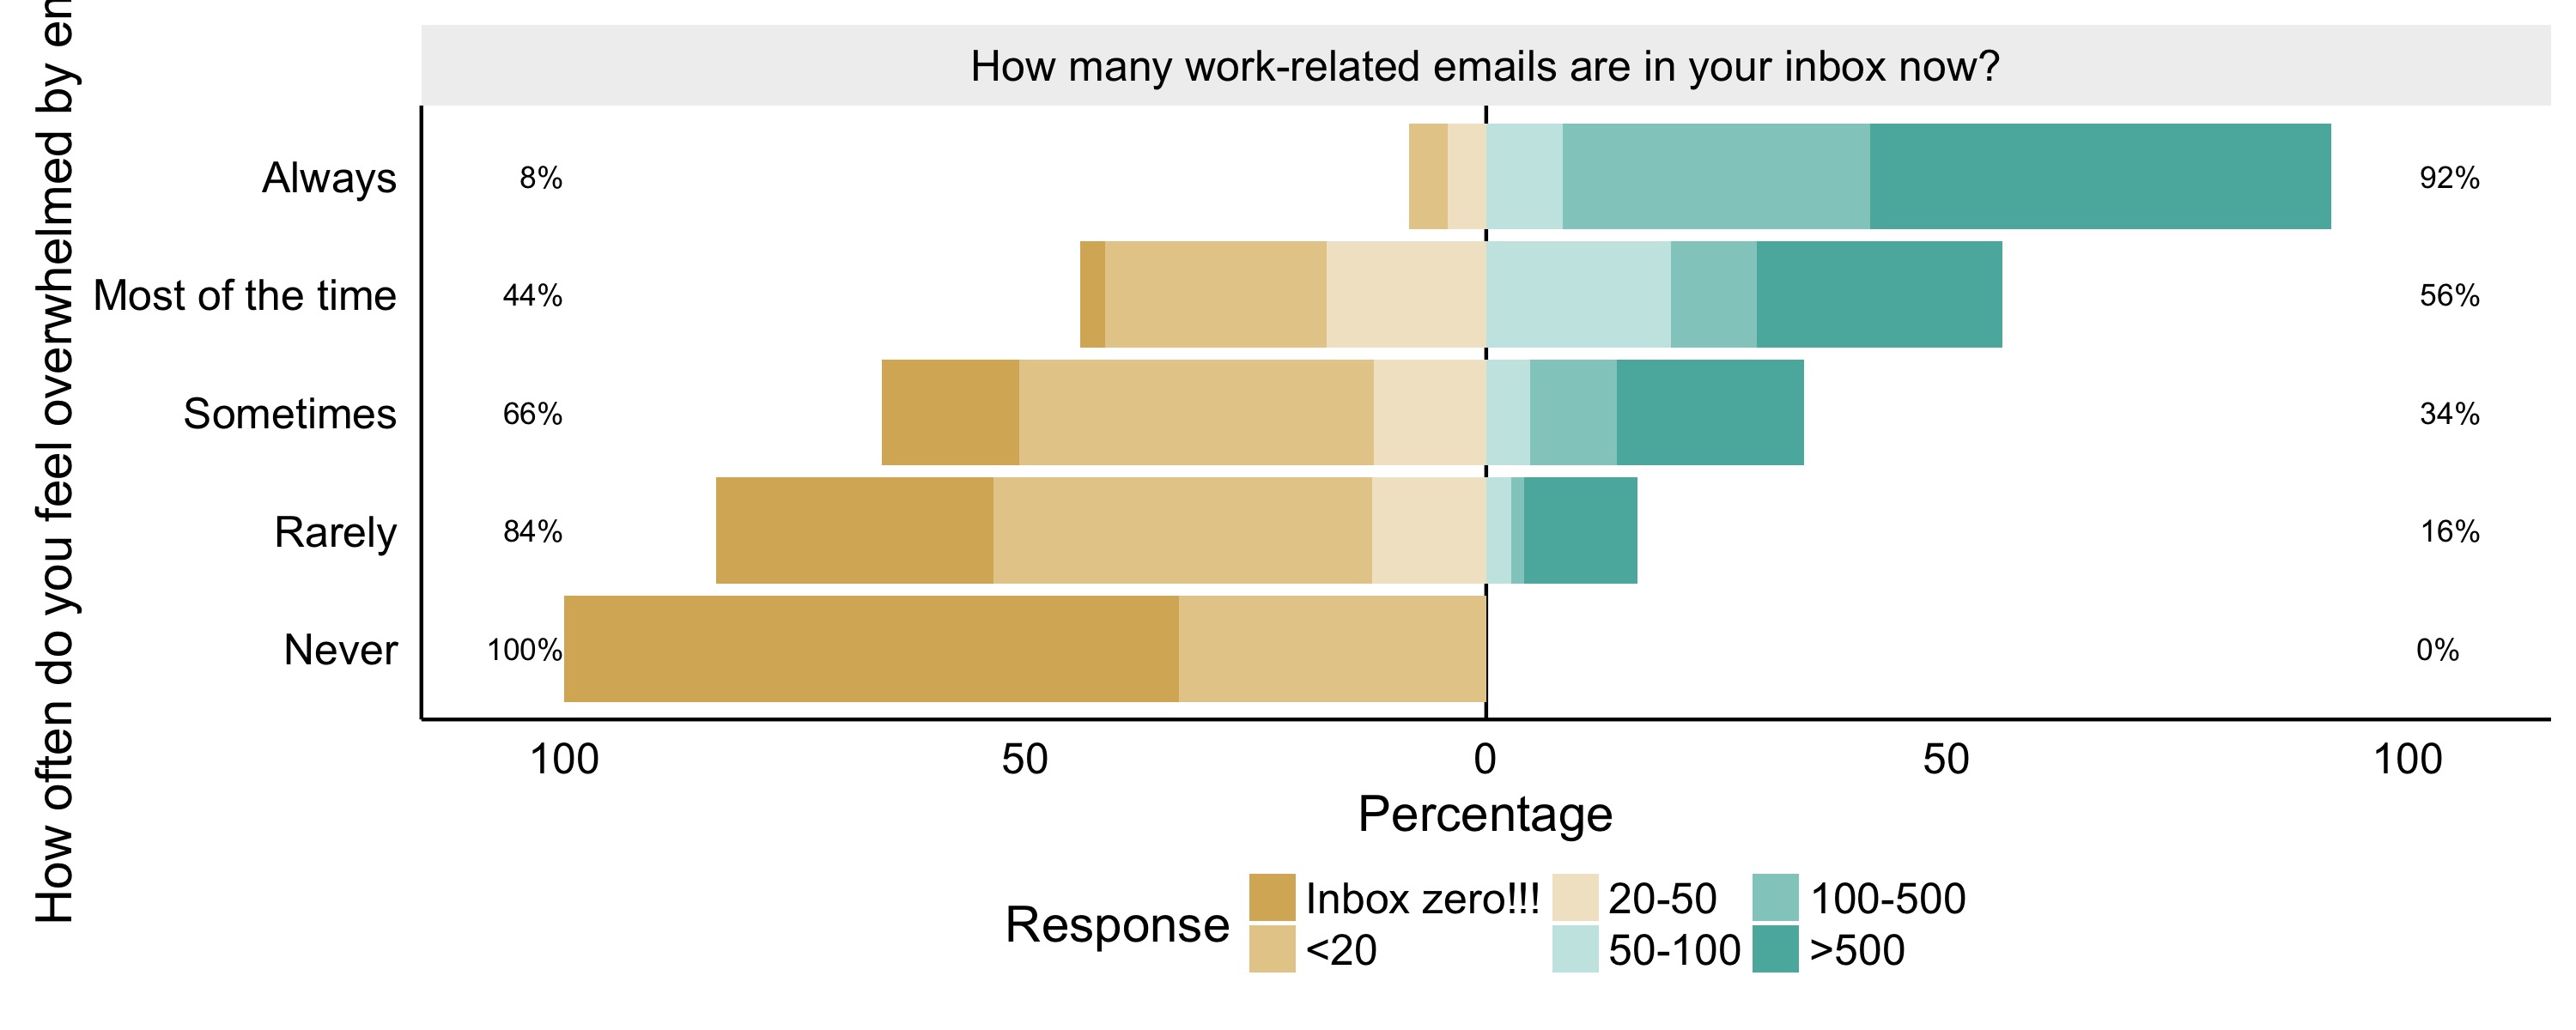 How many work-related emails are in your inbox now?
How often do you feel overwhelmed by
Always 8% 92%
Most of the time 44% 56%
Sometimes 66% 34%
Rarely 84% 16%
Never 100% 0%
100 50 0 50 100
Percentage
Response
Inbox zero!!! 20-50 100-500
<20 50-100 >500